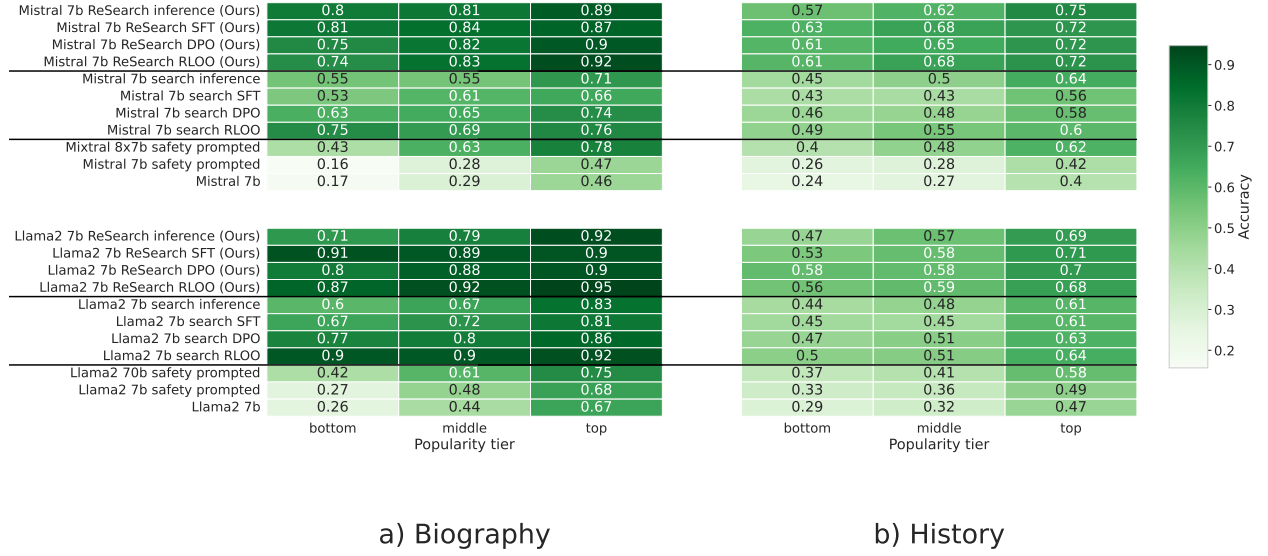 Mistral 7b ReSearch inference (Ours) 0.8 0.81 0.89 0.57 0.62 0.75
Mistral 7b ReSearch SFT (Ours) 0.81 0.84 0.87 0.63 0.68 0.72
Mistral 7b ReSearch DPO (Ours) 0.75 0.82 0.9 0.61 0.65 0.72
Mistral 7b ReSearch RLOO (Ours) 0.74 0.83 0.92 0.61 0.68 0.72
Mistral 7b search inference 0.55 0.55 0.71 0.45 0.5 0.64
Mistral 7b search SFT 0.53 0.61 0.66 0.43 0.43 0.56
Mistral 7b search DPO 0.63 0.65 0.74 0.46 0.48 0.58
Mistral 7b search RLOO 0.75 0.69 0.76 0.49 0.55 0.6
Mixtral 8x7b safety prompted 0.43 0.63 0.78 0.4 0.48 0.62
Mistral 7b safety prompted 0.16 0.28 0.47 0.26 0.28 0.42
Mistral 7b 0.17 0.29 0.46 0.24 0.27 0.4
Llama2 7b ReSearch inference (Ours) 0.71 0.79 0.92 0.47 0.57 0.69
Llama2 7b ReSearch SFT (Ours) 0.91 0.89 0.9 0.53 0.58 0.71
Llama2 7b ReSearch DPO (Ours) 0.8 0.88 0.9 0.58 0.58 0.7
Llama2 7b ReSearch RLOO (Ours) 0.87 0.92 0.95 0.56 0.59 0.68
Llama2 7b search inference 0.6 0.67 0.83 0.44 0.48 0.61
Llama2 7b search SFT 0.67 0.72 0.81 0.45 0.45 0.61
Llama2 7b search DPO 0.77 0.8 0.86 0.47 0.51 0.63
Llama2 7b search RLOO 0.9 0.9 0.92 0.5 0.51 0.64
Llama2 70b safety prompted 0.42 0.61 0.75 0.37 0.41 0.58
Llama2 7b safety prompted 0.27 0.48 0.68 0.33 0.36 0.49
Llama2 7b 0.26 0.44 0.67 0.29 0.32 0.47
bottom middle top bottom middle top
Popularity tier Popularity tier
0.9
0.8
0.7
0.6
0.5
0.4
0.3
0.2
Accuracy
a) Biography b) History